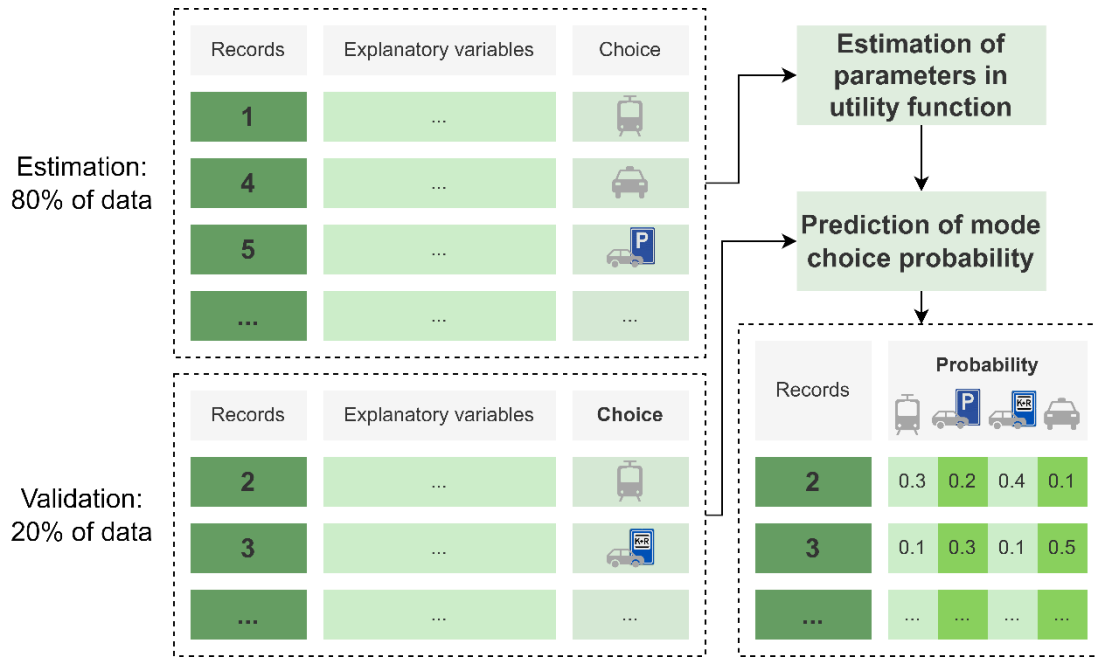 Estimation:
80% of data
Records Explanatory variables Choice
1 ...
4 ...
5 ... P
... ... ...
Validation:
20% of data
Records Explanatory variables Choice
2 ...
3 ... K+R
... ... ...
Estimation of
parameters in
utility function
Prediction of mode
choice probability
Records Probability
P K+R
2 0.3 0.2 0.4 0.1
3 0.1 0.3 0.1 0.5
... ... ... ... ...